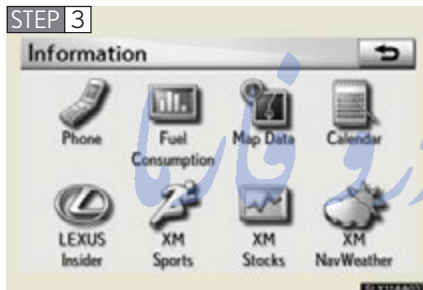 STEP 3
Information
Phone
Fuel Consumption
Map Data
Calendar
LEXUS Insider
XM Sports
XM Stocks
XM NavWeather